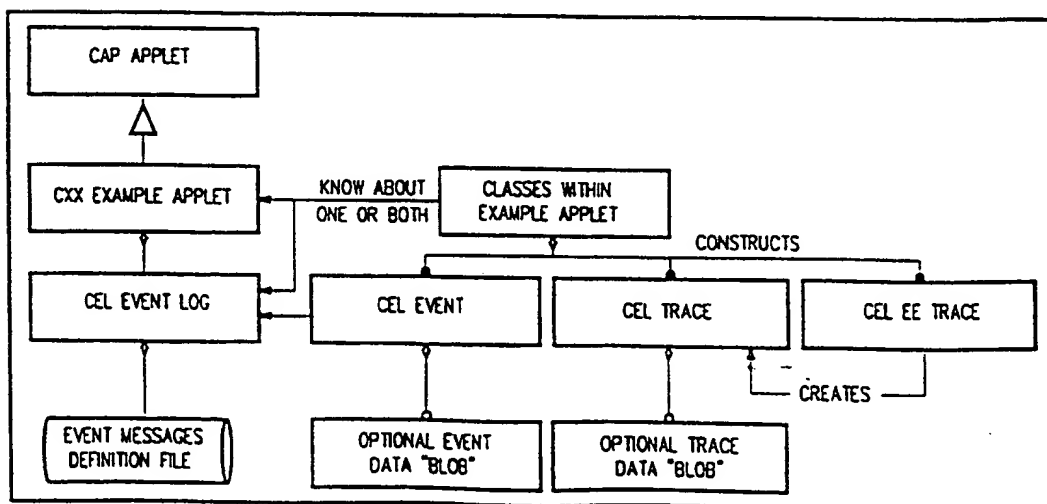 CAP APPLET
CXX EXAMPLE APPLET
KNOW ABOUT
ONE OR BOTH
CLASSES WITHIN
EXAMPLE APPLET
CONSTRUCTS
CEL EVENT LOG
CEL EVENT
CEL TRACE
CEL EE TRACE
CREATES
EVENT MESSAGES
DEFINITION FILE
OPTIONAL EVENT
DATA "BLOB"
OPTIONAL TRACE
DATA "BLOB"